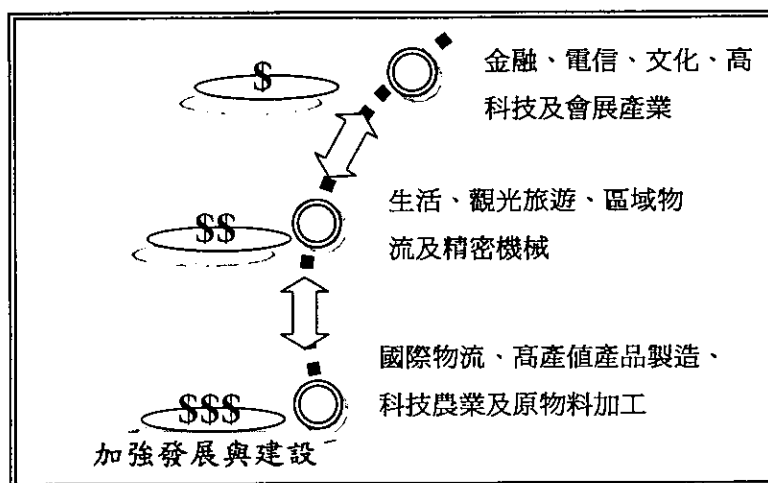 $
金融、電信、文化、高
科技及會展產業
$$
生活、觀光旅遊、區域物
流及精密機械
國際物流、高產值產品製造、
科技農業及原物料加工
$$$
加強發展與建設